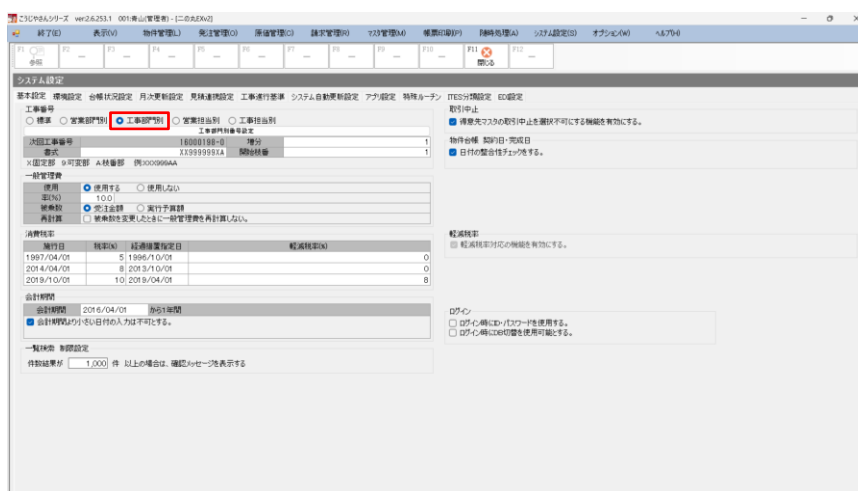 こうじやさんシリーズ ver:2.6.253.1 001:青山(管理者) - [二の丸EXv2]
終了(E) 表示(V) 物件管理(L) 発注管理(O) 原価管理(G) 請求管理(R) マスタ管理(M) 帳票印刷(P) 随時処理(A) システム設定(S) オプション(W) ヘルプ(H)
F1 F2 F3 F4 F5 F6 F7 F8 F9 F10 F11 F12
参照 閉じる
システム設定
基本設定 環境設定 台帳状況設定 月次更新設定 見積連携設定 工事進行基準 システム自動更新設定 アプリ設定 特殊ルーチン ITES分類設定 EDI設定
工事番号
標準 営業部門別 工事部門別 営業担当別 工事担当別
工事部門別番号設定
次回工事番号 16000198-0 増分 1
書式 XX999999XA 開始枝番 1
X:固定部 9:可変部 A:枝番部 例)XXX999AA
取引中止
得意先マスタの取引中止を選択不可にする機能を有効にする。
物件台帳 契約日・完成日
日付の整合性チェックをする。
一般管理費
使用 使用する 使用しない
率(%) 10.0
被乗数 受注金額 実行予算額
再計算 被乗数を変更したときに一般管理費を再計算しない。
消費税率
施行日 税率(%) 経過措置指定日 軽減税率(%)
1997/04/01 5 1996/10/01 0
2014/04/01 8 2013/10/01 0
2019/10/01 10 2019/04/01 8
軽減税率
軽減税率対応の機能を有効にする。
会計期間
会計期間 2016/04/01 から1年間
会計期間より小さい日付の入力は不可とする。
ログイン
ログイン時にID・パスワードを使用する。
ログイン時にDB切替を使用可能とする。
一覧検索 制限設定
件数結果が 1,000 件 以上の場合は、確認メッセージを表示する